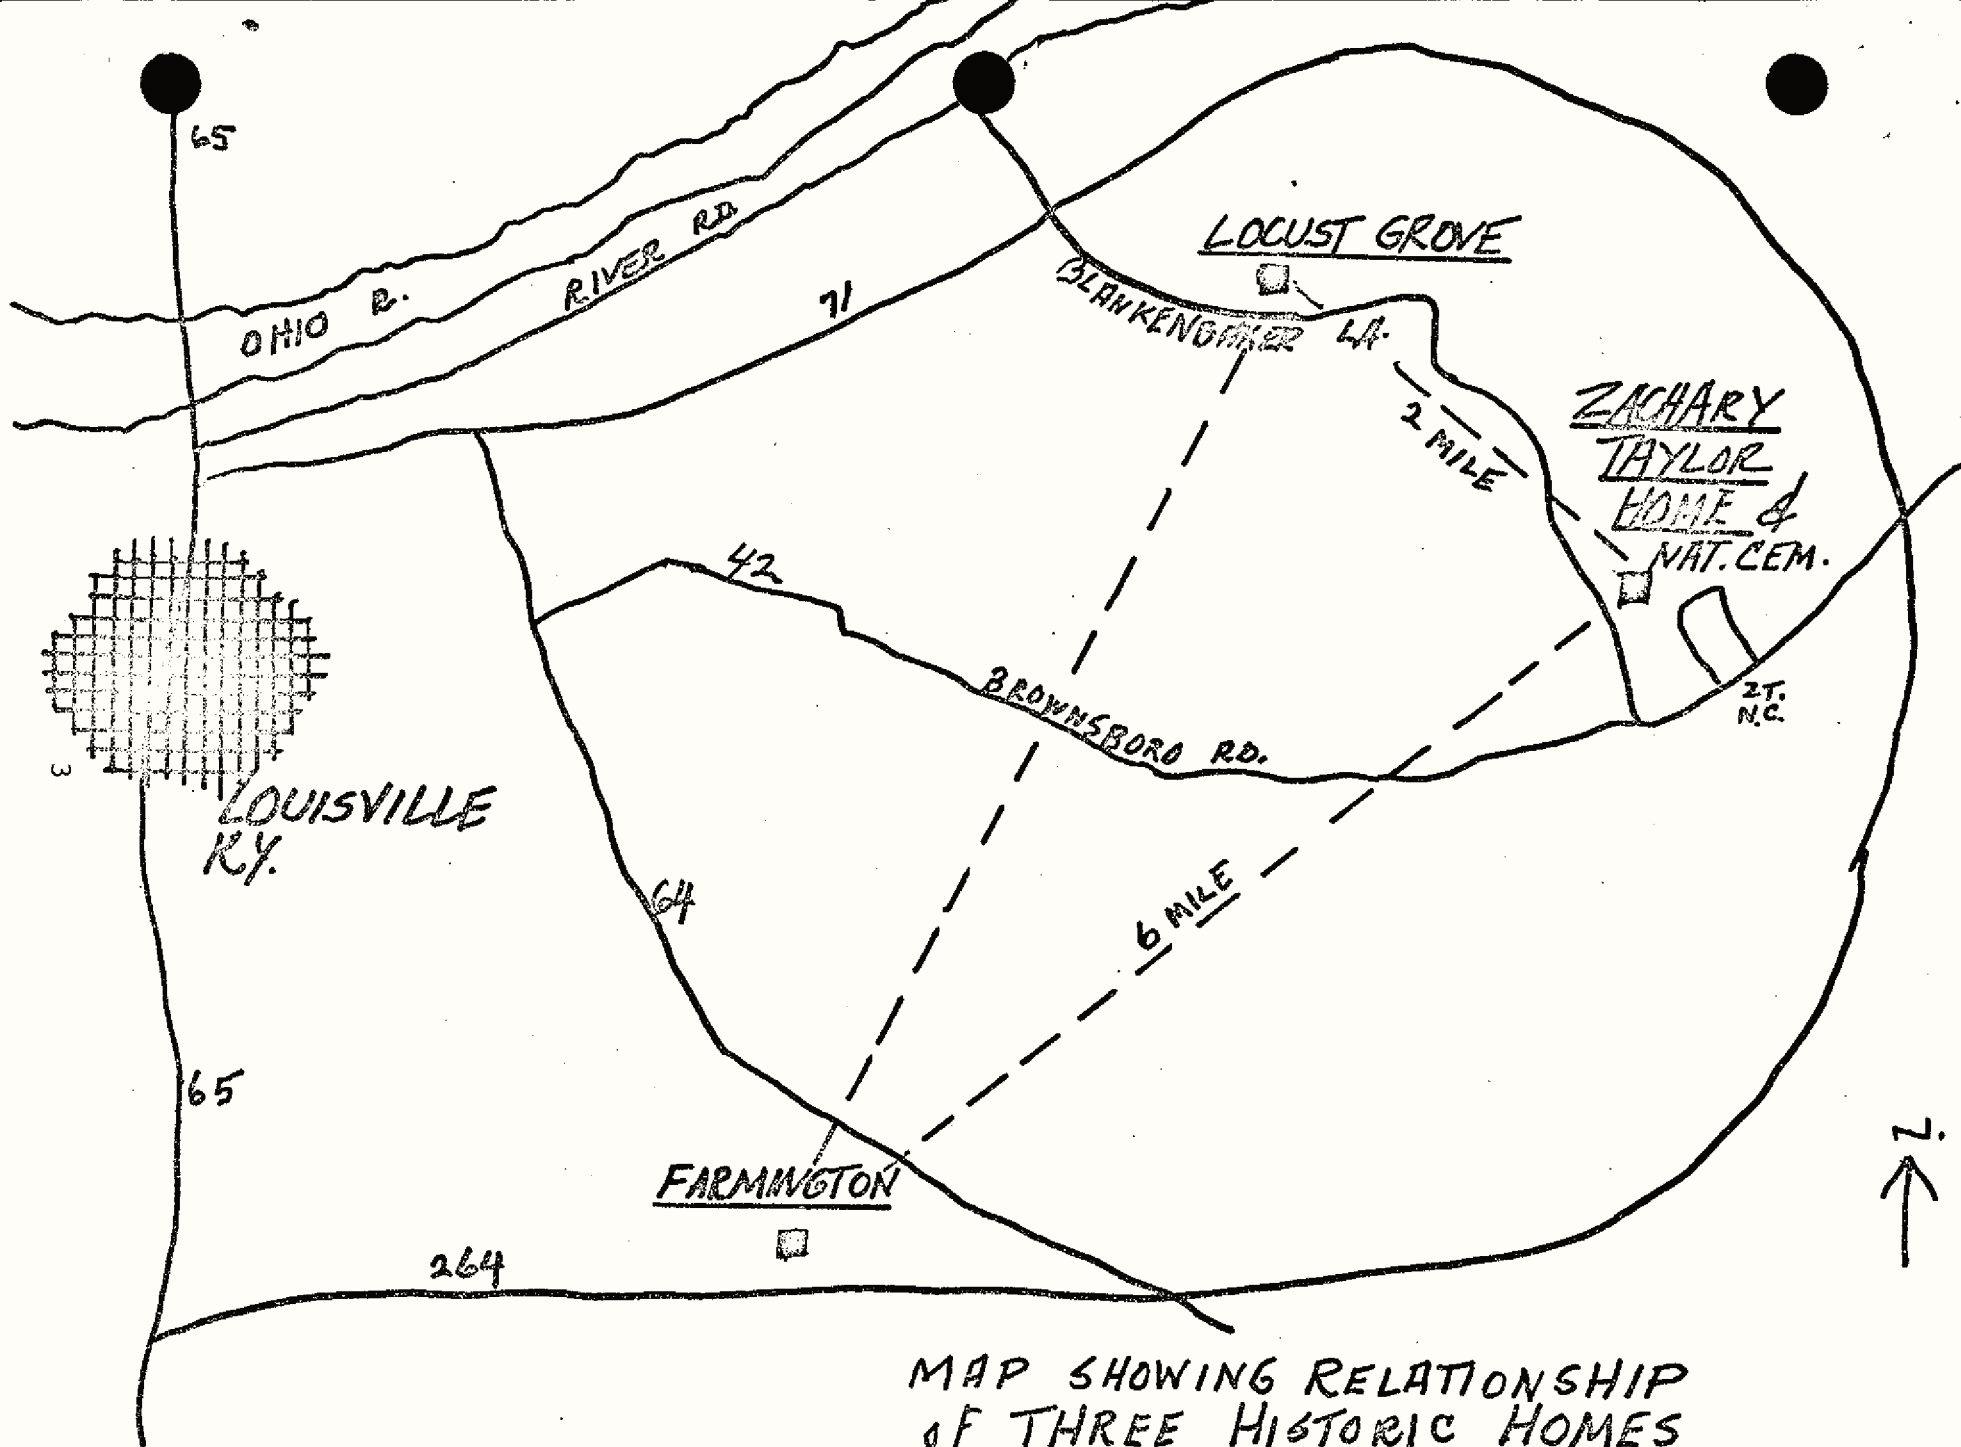 65
OHIO R.
RIVER RD.
71
LOCUST GROVE
BLANKENBAKER LA.
2 MILE
ZACHARY
TAYLOR
HOME &
NAT. CEM.
42
BROWNSBORO RD.
Z.T.
N.C.
3
LOUISVILLE
KY.
64
6 MILE
65
N.
FARMINGTON
264
MAP SHOWING RELATIONSHIP
OF THREE HISTORIC HOMES